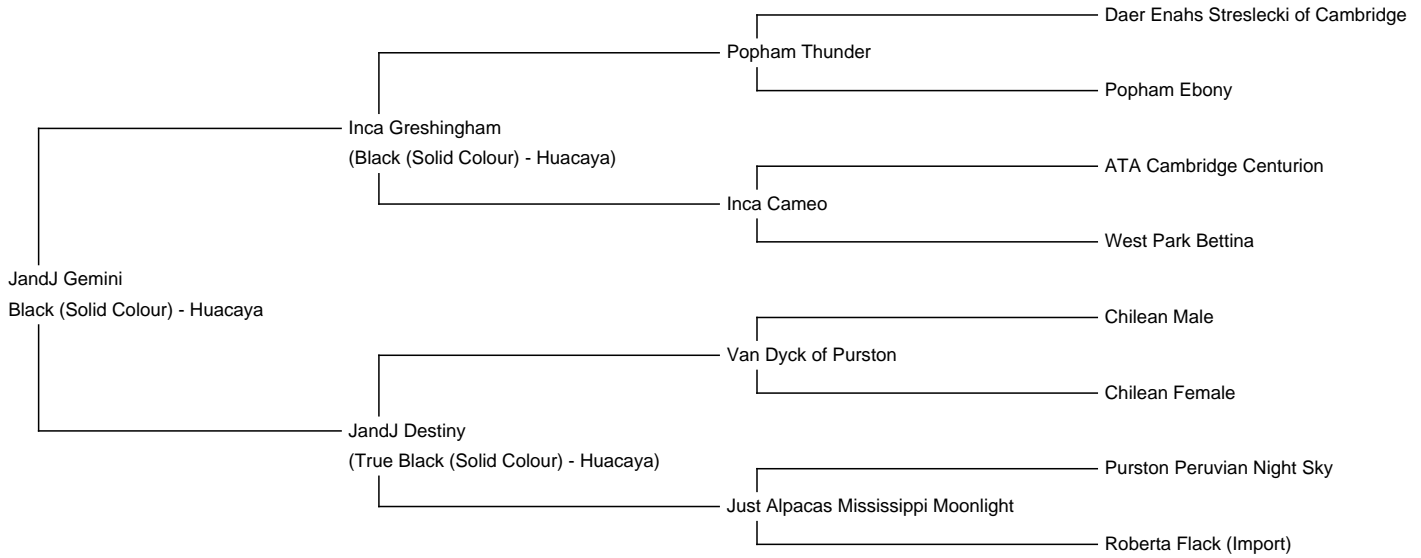 Daer Enahs Streslecki of Cambridge
Popham Thunder
Popham Ebony
Inca Greshingham
(Black (Solid Colour) - Huacaya)
ATA Cambridge Centurion
Inca Cameo
West Park Bettina
JandJ Gemini
Black (Solid Colour) - Huacaya
Chilean Male
Van Dyck of Purston
Chilean Female
JandJ Destiny
(True Black (Solid Colour) - Huacaya)
Purston Peruvian Night Sky
Just Alpacas Mississippi Moonlight
Roberta Flack (Import)